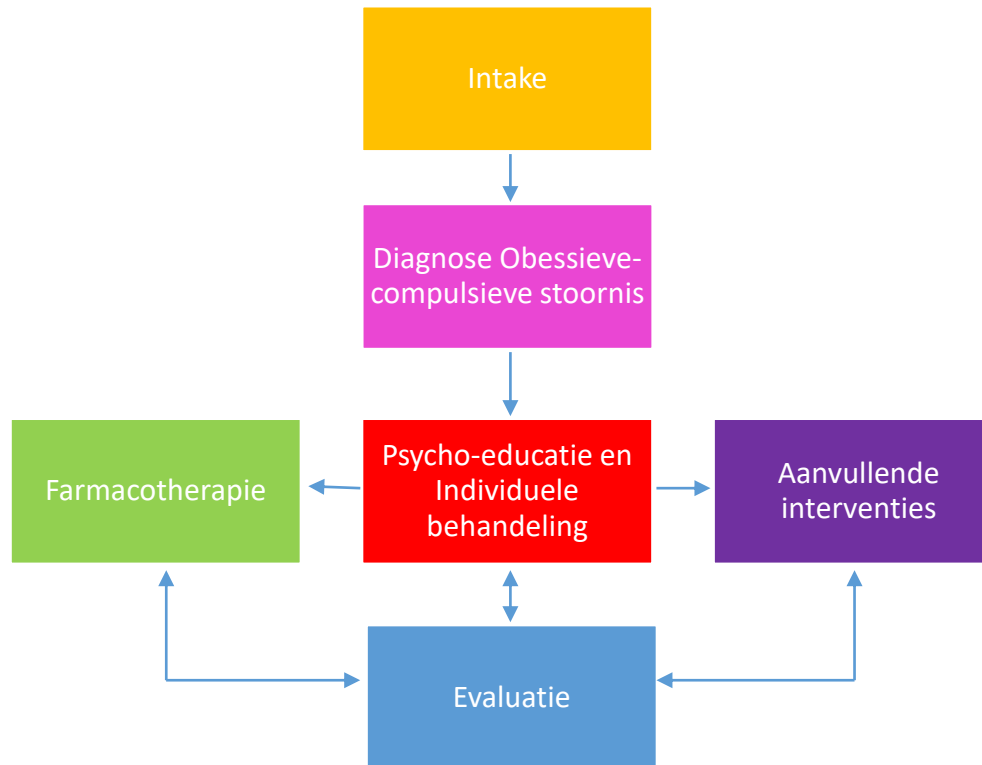 Intake
Diagnose Obessieve-
compulsieve stoornis
Farmacotherapie
Psycho-educatie en
Individuele
behandeling
Aanvullende
interventies
Evaluatie